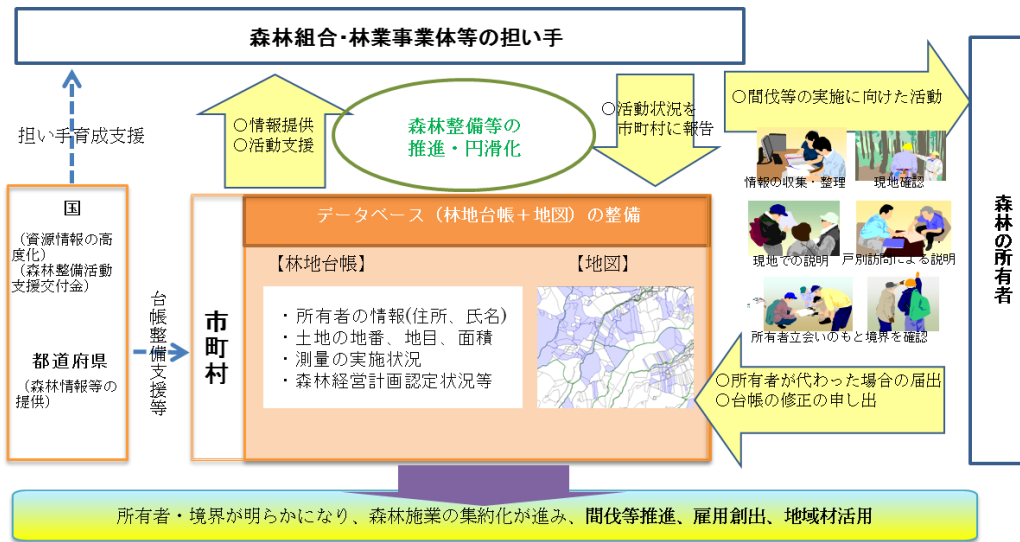 森林組合・林業事業体等の担い手
担い手育成支援
○情報提供
○活動支援
森林整備等の
推進・円滑化
○活動状況を
市町村に報告
○間伐等の実施に向けた活動
情報の収集・整理
現地確認
現地での説明
戸別訪問による説明
所有者立会いのもと境界を確認
森林の所有者
国
（資源情報の高
度化）
（森林整備活動
支援交付金）
都道府県
（森林情報等の
提供）
台帳整備支援等
市町村
データベース（林地台帳＋地図）の整備
【林地台帳】
・所有者の情報(住所、氏名)
・土地の地番、地目、面積
・測量の実施状況
・森林経営計画認定状況等
【地図】
○所有者が代わった場合の届出
○台帳の修正の申し出
所有者・境界が明らかになり、森林施業の集約化が進み、間伐等推進、雇用創出、地域材活用